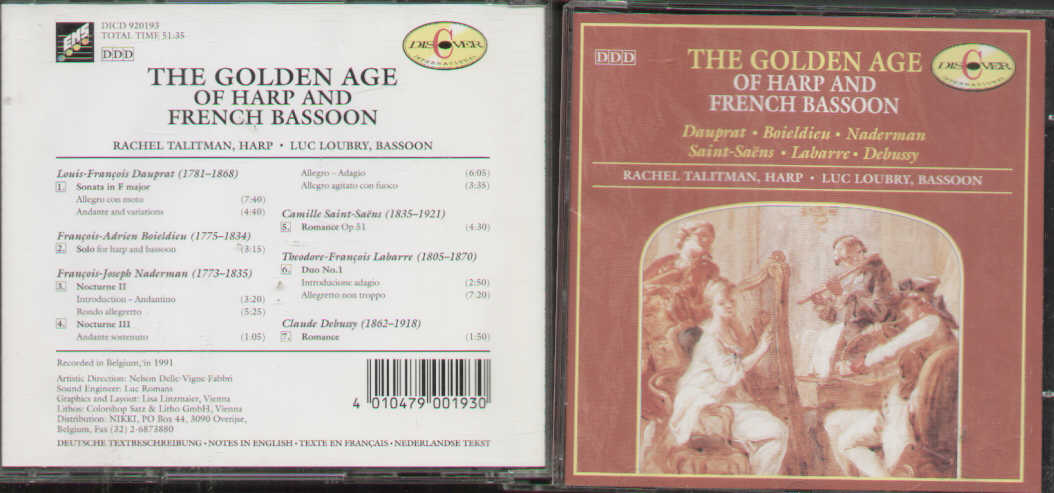 DICD 920193
TOTAL TIME 51:35
DDD
DISCOVER
INTERNATIONAL
THE GOLDEN AGE
OF HARP AND
FRENCH BASSOON
RACHEL TALITMAN, HARP • LUC LOUBRY, BASSOON
Louis-François Dauprat (1781–1868)
1. Sonata in F major
Allegro con moto (7:40)
Andante and variations (4:40)
François-Adrien Boieldieu (1775–1834)
2. Solo for harp and bassoon (3:15)
François-Joseph Naderman (1773–1835)
3. Nocturne II
Introduction – Andantino (3:20)
Rondo allegretto (5:25)
4. Nocturne III
Andante sostenuto (1:05)
Allegro – Adagio (6:05)
Allegro agitato con fuoco (3:35)
Camille Saint-Saëns (1835–1921)
5. Romance Op.51 (4:30)
Theodore-François Labarre (1805–1870)
6. Duo No.1
Introduzione adagio (2:50)
Allegretto non troppo (7:20)
Claude Debussy (1862–1918)
7. Romance (1:50)
Recorded in Belgium, in 1991
Artistic Direction: Nelson Delle-Vigne-Fabbri
Sound Engineer: Luc Romans
Graphics and Layout: Lisa Linzmaier, Vienna
Lithos: Colorshop Satz & Litho GmbH, Vienna
Distribution: NIKKI, PO Box 44, 3090 Overijse,
Belgium, Fax (32) 2-6873880
4 010479 001930
DEUTSCHE TEXTBESCHREIBUNG • NOTES IN ENGLISH • TEXTE EN FRANÇAIS • NEDERLANDSE TEKST
DDD
THE GOLDEN AGE
OF HARP AND
FRENCH BASSOON
DISCOVER
INTERNATIONAL
Dauprat • Boieldieu • Naderman
Saint-Saëns • Labarre • Debussy
RACHEL TALITMAN, HARP • LUC LOUBRY, BASSOON